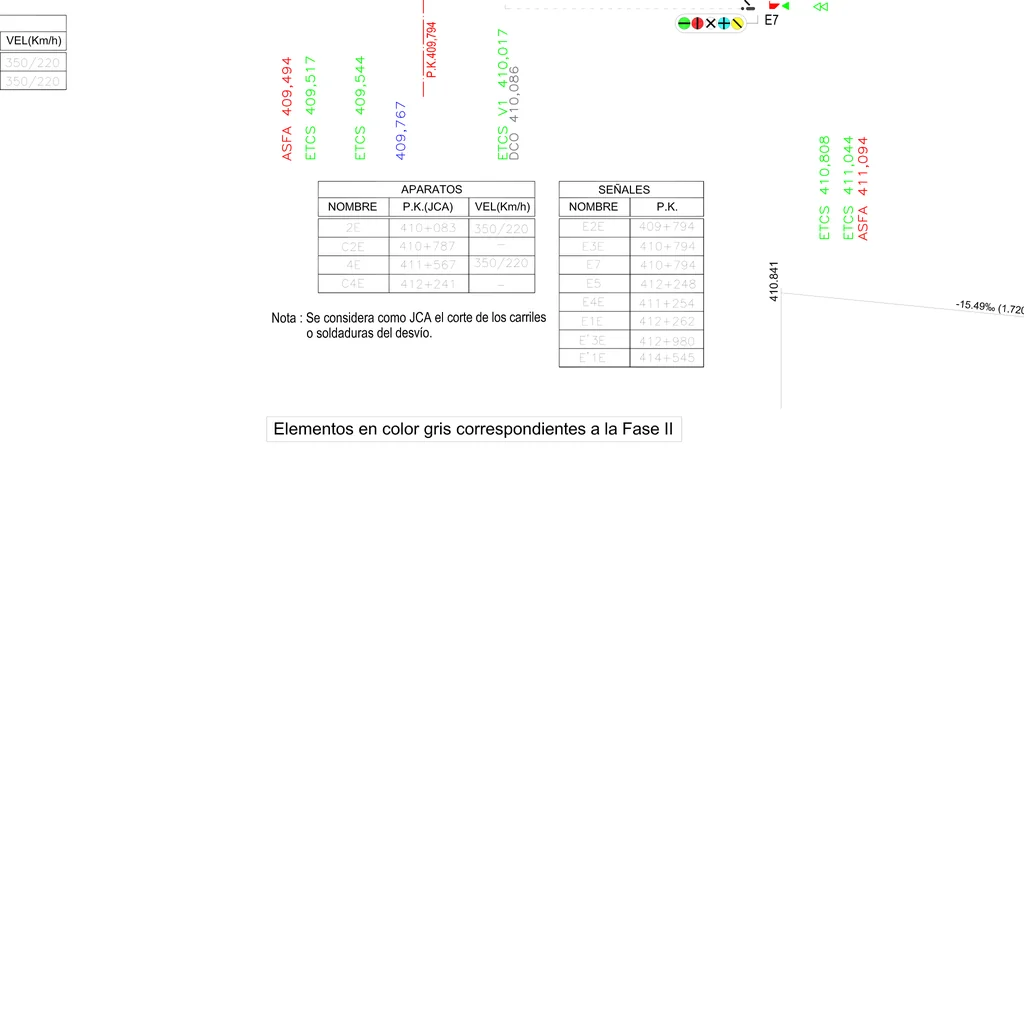 E7
VEL(Km/h)
350/220
350/220
ASFA 409,494
ETCS 409,517
ETCS 409,544
409,767
P.K.409,794
ETCS V1 410,017
DCO 410,086
ETCS 410,808
ETCS 411,044
ASFA 411,094
APARATOS
NOMBRE P.K.(JCA) VEL(Km/h)
2E 410+083 350/220
C2E 410+787 –
4E 411+567 350/220
C4E 412+241 –
SEÑALES
NOMBRE P.K.
E2E 409+794
E3E 410+794
E7 410+794
E5 412+248
E4E 411+254
E1E 412+262
E'3E 412+980
E'1E 414+545
410.841
-15.49‰ (1.720
Nota : Se considera como JCA el corte de los carriles
o soldaduras del desvío.
Elementos en color gris correspondientes a la Fase II